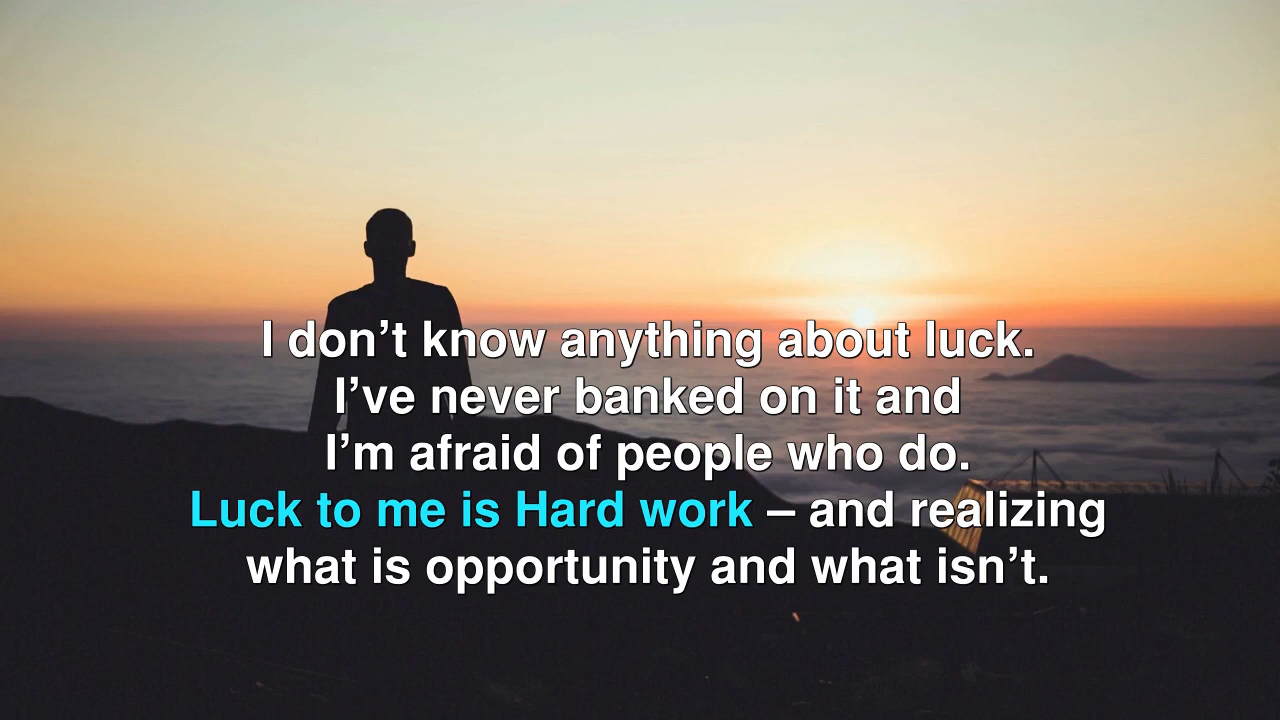 I don’t know anything about luck.
I’ve never banked on it and
I’m afraid of people who do.
Luck to me is Hard work – and realizing
what is opportunity and what isn’t.